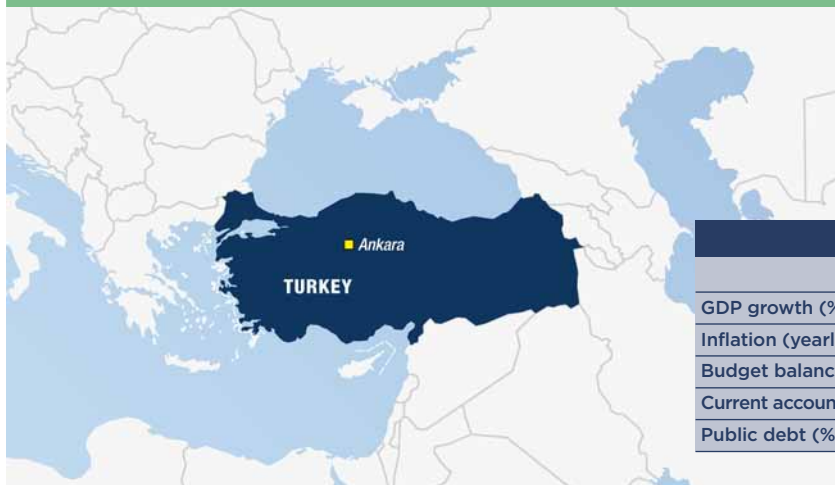 Ankara
TURKEY
GDP growth (%
Inflation (yearl
Budget balanc
Current accoun
Public debt (%